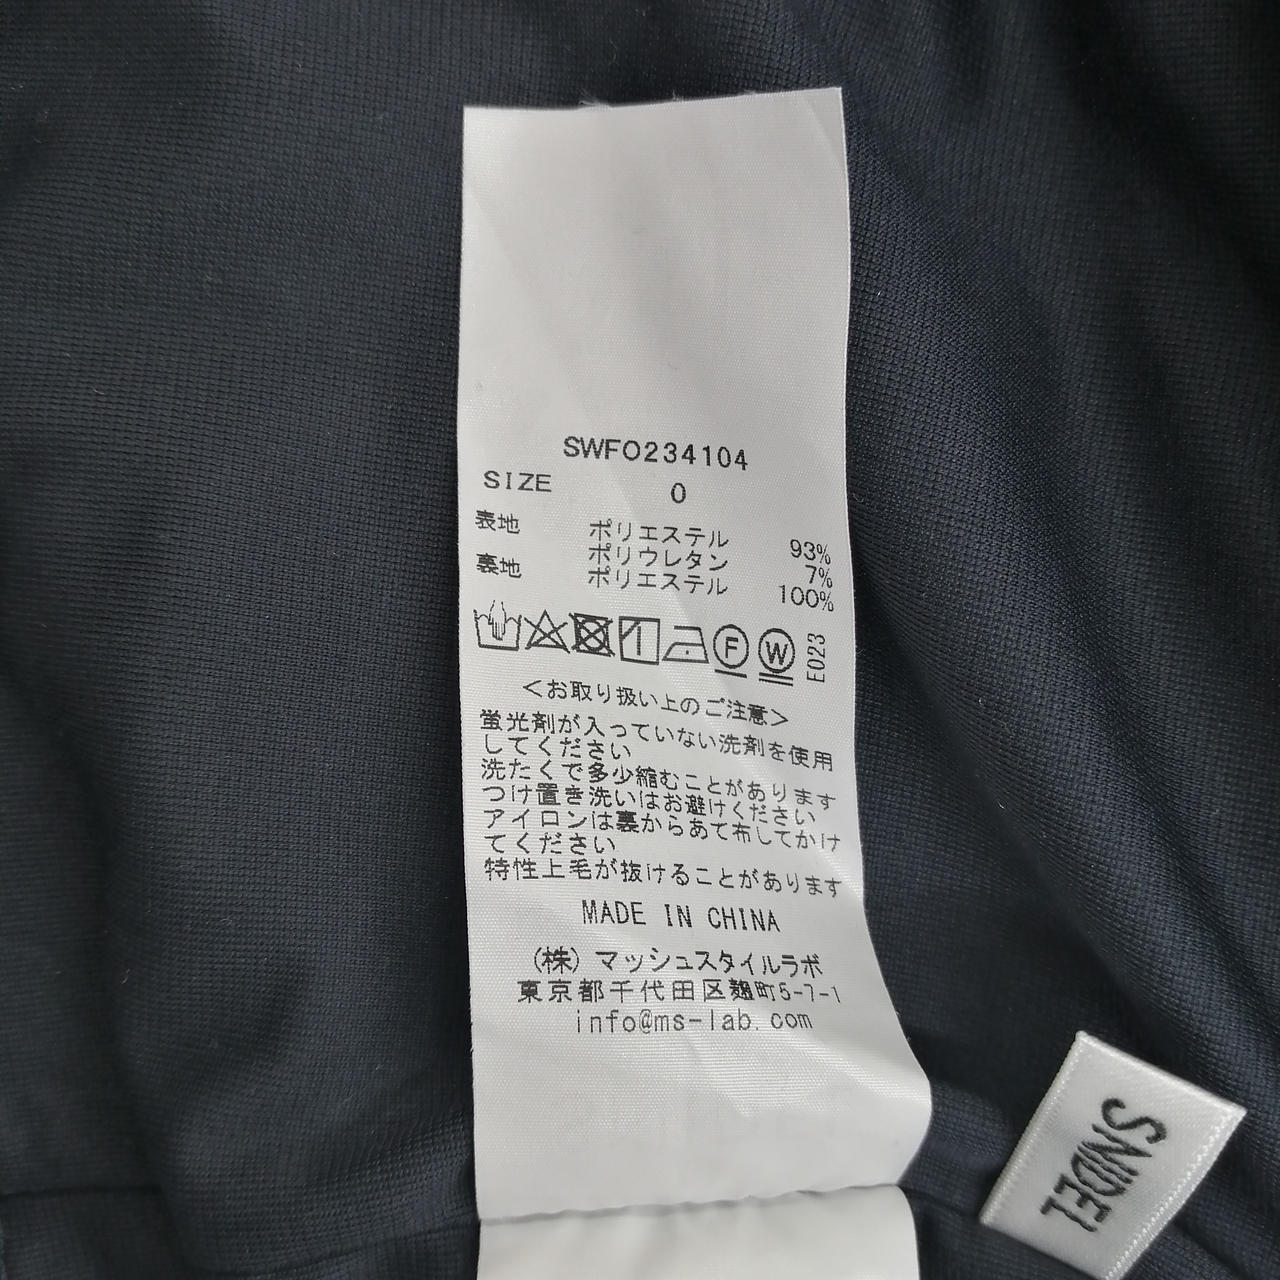 SWFO234104
SIZE 0
表地 ポリエステル 93%
ポリウレタン 7%
裏地 ポリエステル 100%
F W E023
<お取り扱い上のご注意>
蛍光剤が入っていない洗剤を使用
してください
洗たくで多少縮むことがあります
つけ置き洗いはお避けください
アイロンは裏からあて布してかけ
てください
特性上毛が抜けることがあります
MADE IN CHINA
(株)マッシュスタイルラボ
東京都千代田区麹町5-7-1
info@ms-lab.com
SNIDEL